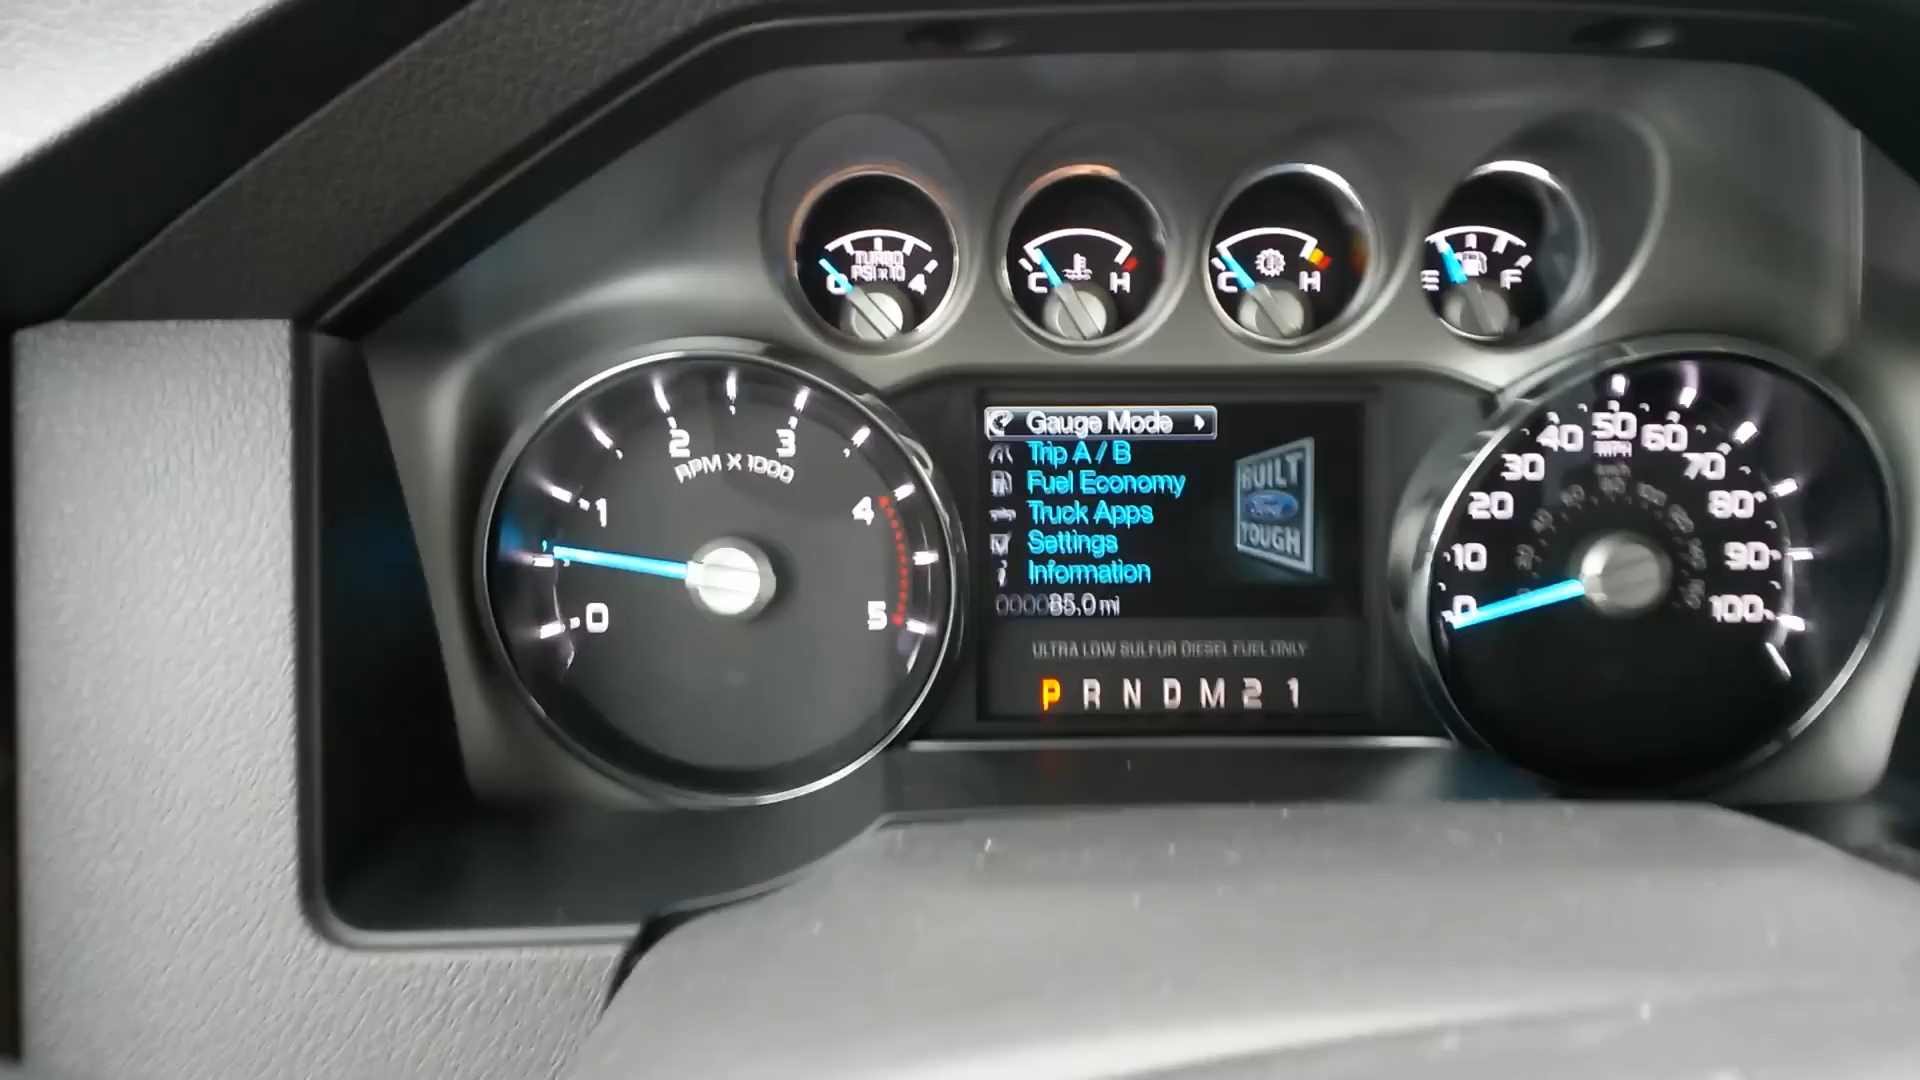 TURBO
PSI x 10
0 4
C H
C H
E F
0 1 2 3 4 5
RPM X 1000
Gauge Mode
Trip A / B
Fuel Economy
Truck Apps
Settings
Information
000085.0 mi
BUILT
Ford
TOUGH
ULTRA LOW SULFUR DIESEL FUEL ONLY
P R N D M 2 1
0 10 20 30 40 50 60 70 80 90 100
MPH
km/h